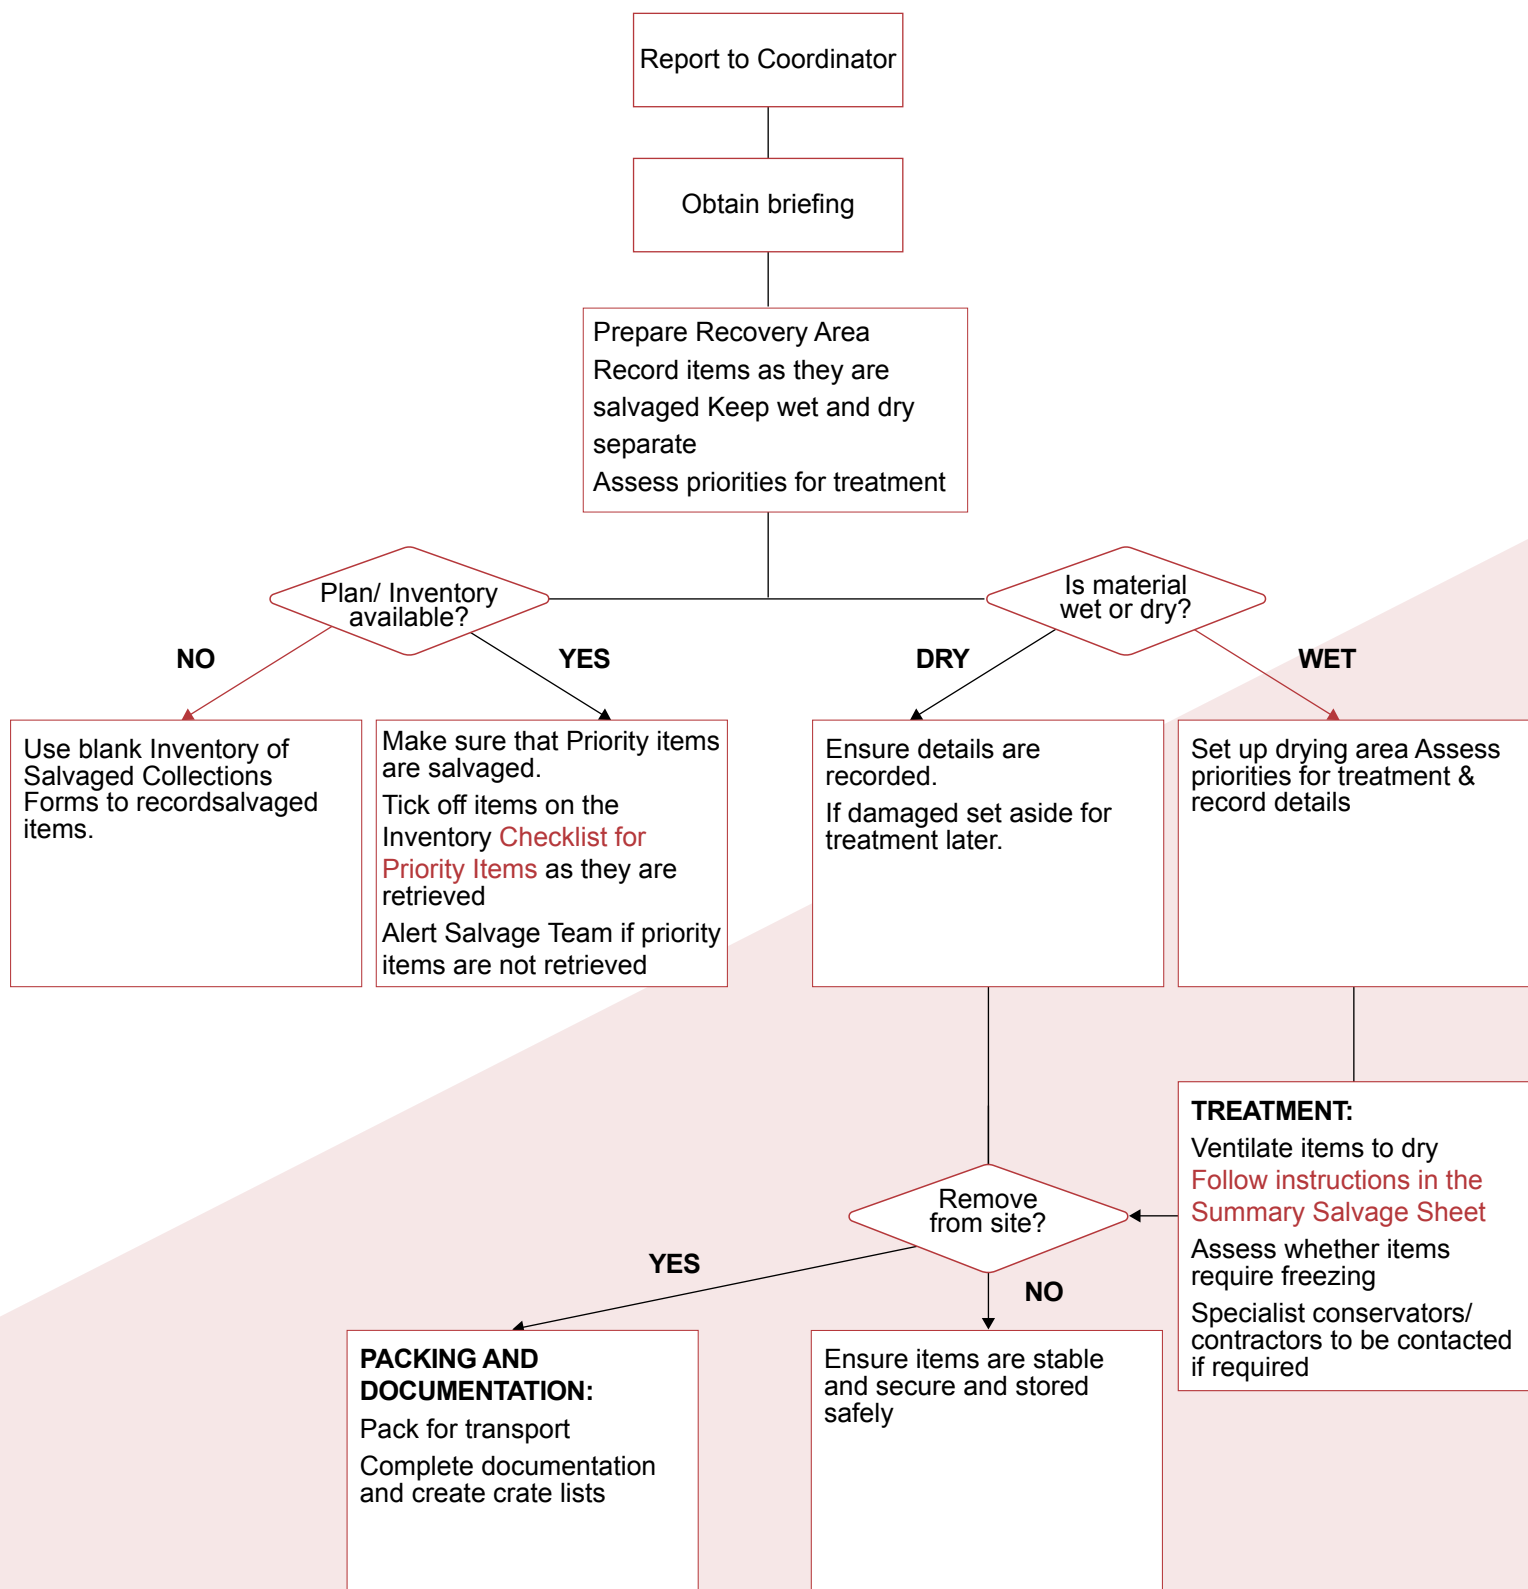 Report to Coordinator
Obtain briefing
Prepare Recovery Area
Record items as they are
salvaged Keep wet and dry
separate
Assess priorities for treatment
Plan/ Inventory
available?
Is material
wet or dry?
NO
YES
DRY
WET
Use blank Inventory of
Salvaged Collections
Forms to recordsalvaged
items.
Make sure that Priority items
are salvaged.
Tick off items on the
Inventory Checklist for
Priority Items as they are
retrieved
Alert Salvage Team if priority
items are not retrieved
Ensure details are
recorded.
If damaged set aside for
treatment later.
Set up drying area Assess
priorities for treatment &
record details
TREATMENT:
Ventilate items to dry
Follow instructions in the
Summary Salvage Sheet
Assess whether items
require freezing
Specialist conservators/
contractors to be contacted
if required
Remove
from site?
YES
NO
PACKING AND
DOCUMENTATION:
Pack for transport
Complete documentation
and create crate lists
Ensure items are stable
and secure and stored
safely